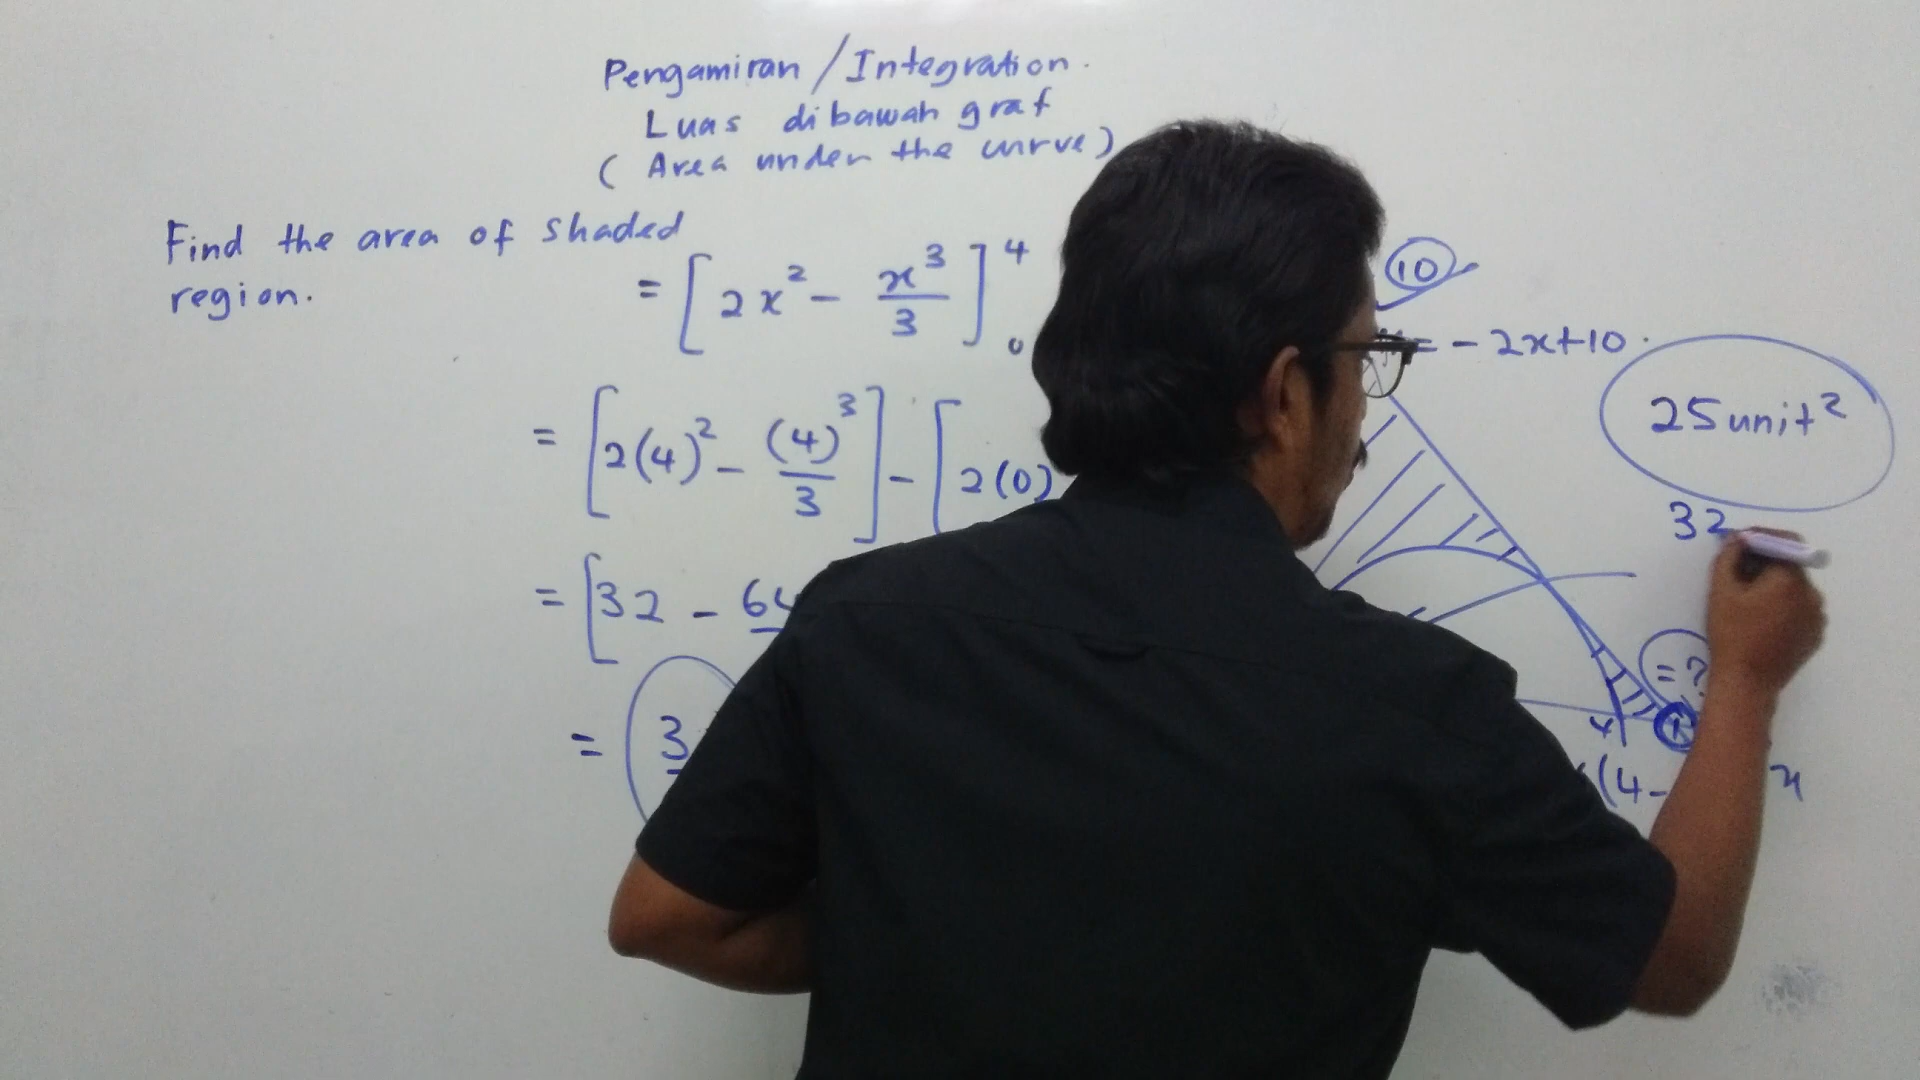 Pengamiran / Integration.
Luas dibawah graf
( Area under the curve )
Find the area of shaded
region.
= [ 2x² - x³/3 ]⁴₀
= [ 2(4)² - (4)³/3 ] - [ 2(0)
= [ 32 - 64
= 3
10
= - 2x+10.
25 unit²
32
= ?
(4-
x